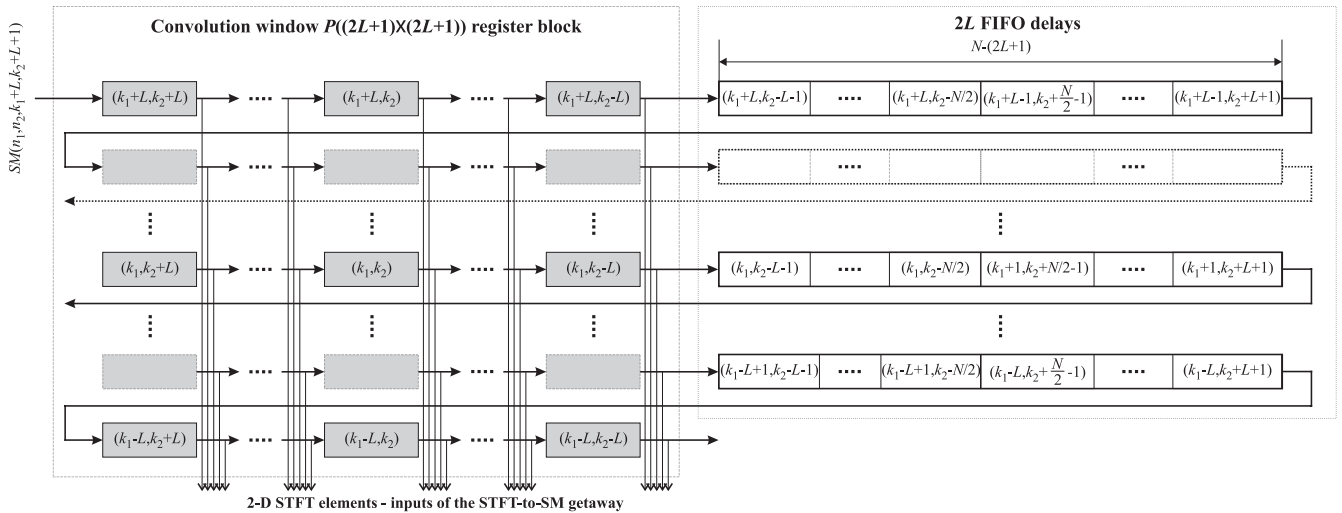 Convolution window P((2L+1)X(2L+1)) register block
2L FIFO delays
N-(2L+1)
SM(n₁,n₂,k₁+L,k₂+L+1)
(k₁+L,k₂+L) .... (k₁+L,k₂) .... (k₁+L,k₂-L) (k₁+L,k₂-L-1) .... (k₁+L,k₂-N/2) (k₁+L-1,k₂+N/2-1) .... (k₁+L-1,k₂+L+1)
.... .... .... ....
(k₁,k₂+L) .... (k₁,k₂) .... (k₁,k₂-L) (k₁,k₂-L-1) .... (k₁,k₂-N/2) (k₁+1,k₂+N/2-1) .... (k₁+1,k₂+L+1)
.... .... (k₁-L+1,k₂-L-1) .... (k₁-L+1,k₂-N/2) (k₁-L,k₂+N/2-1) .... (k₁-L,k₂+L+1)
(k₁-L,k₂+L) .... (k₁-L,k₂) .... (k₁-L,k₂-L)
2-D STFT elements - inputs of the STFT-to-SM getaway